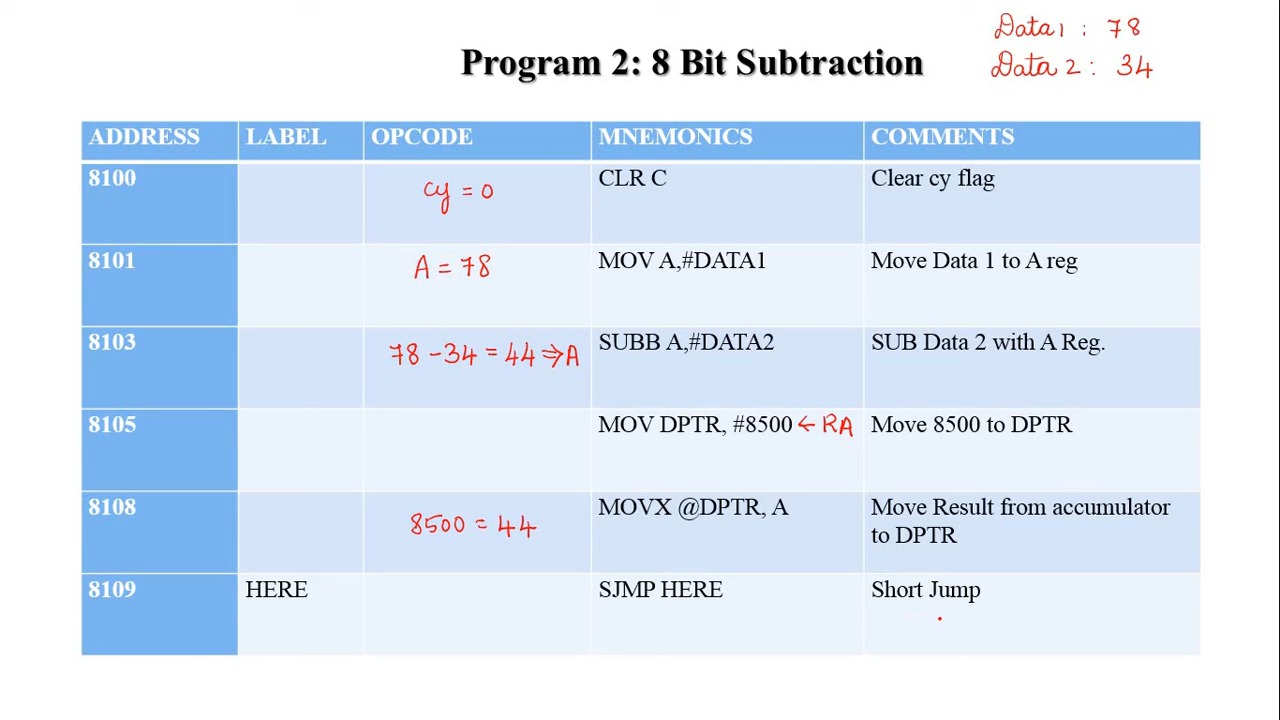 Data 1 : 78
Program 2: 8 Bit Subtraction
Data 2 : 34
ADDRESS LABEL OPCODE MNEMONICS COMMENTS
8100 cy = 0 CLR C Clear cy flag
8101 A = 78 MOV A,#DATA1 Move Data 1 to A reg
8103 78 - 34 = 44 ⇒ A SUBB A,#DATA2 SUB Data 2 with A Reg.
8105 MOV DPTR, #8500 ← RA Move 8500 to DPTR
8108 8500 = 44 MOVX @DPTR, A Move Result from accumulator
to DPTR
8109 HERE SJMP HERE Short Jump